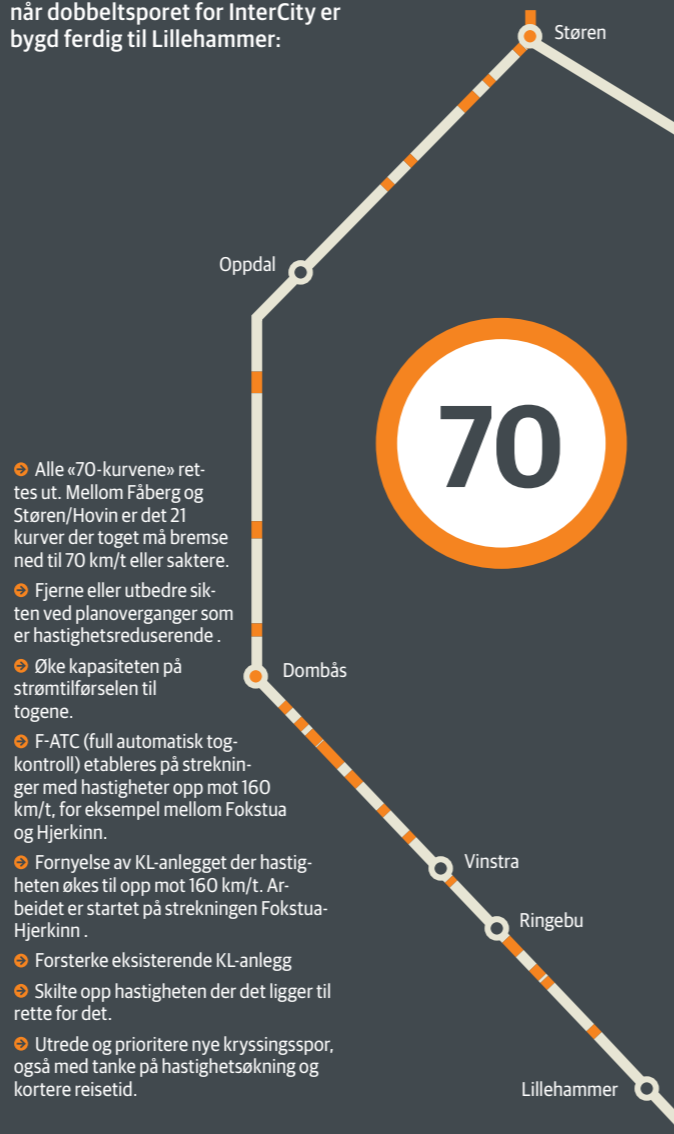 når dobbeltsporet for InterCity er
bygd ferdig til Lillehammer:
Støren
Oppdal
70
Alle «70-kurvene» ret-
tes ut. Mellom Fåberg og
Støren/Hovin er det 21
kurver der toget må bremse
ned til 70 km/t eller saktere.
Fjerne eller utbedre sik-
ten ved planoverganger som
er hastighetsreduserende .
Øke kapasiteten på
strømtilførselen til
togene.
F-ATC (full automatisk tog-
kontroll) etableres på streknin-
ger med hastigheter opp mot 160
km/t, for eksempel mellom Fokstua
og Hjerkinn.
Fornyelse av KL-anlegget der hastig-
heten økes til opp mot 160 km/t. Ar-
beidet er startet på strekningen Fokstua-
Hjerkinn .
Forsterke eksisterende KL-anlegg
Skilte opp hastigheten der det ligger til
rette for det.
Utrede og prioritere nye kryssingsspor,
også med tanke på hastighetsøkning og
kortere reisetid.
Dombås
Vinstra
Ringebu
Lillehammer